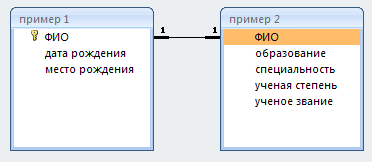 пример 1
ФИО
дата рождения
место рождения
1
1
пример 2
ФИО
образование
специальность
ученая степень
ученое звание